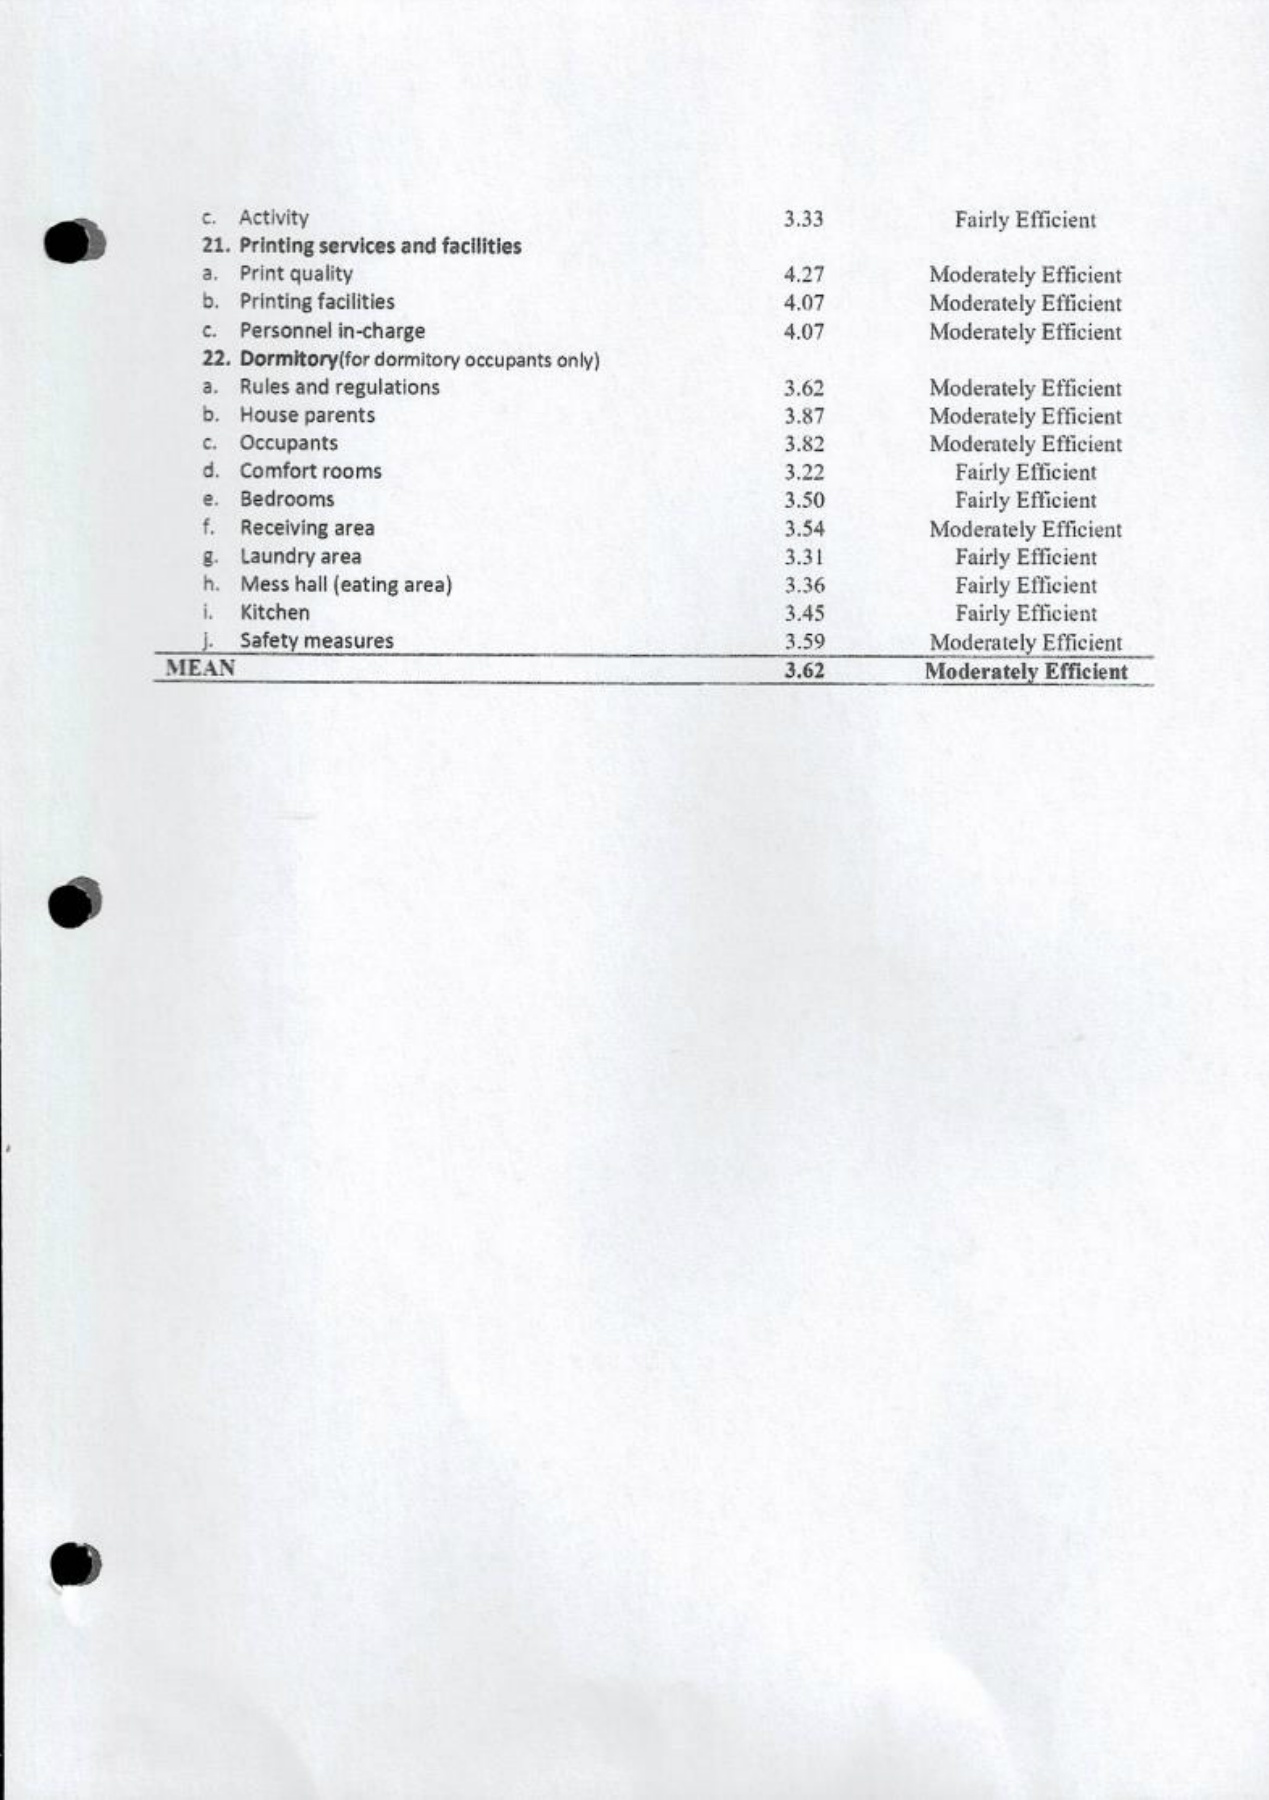 c. Activity 3.33 Fairly Efficient
21. Printing services and facilities
a. Print quality 4.27 Moderately Efficient
b. Printing facilities 4.07 Moderately Efficient
c. Personnel in-charge 4.07 Moderately Efficient
22. Dormitory(for dormitory occupants only)
a. Rules and regulations 3.62 Moderately Efficient
b. House parents 3.87 Moderately Efficient
c. Occupants 3.82 Moderately Efficient
d. Comfort rooms 3.22 Fairly Efficient
e. Bedrooms 3.50 Fairly Efficient
f. Receiving area 3.54 Moderately Efficient
g. Laundry area 3.31 Fairly Efficient
h. Mess hall (eating area) 3.36 Fairly Efficient
i. Kitchen 3.45 Fairly Efficient
j. Safety measures 3.59 Moderately Efficient
MEAN 3.62 Moderately Efficient